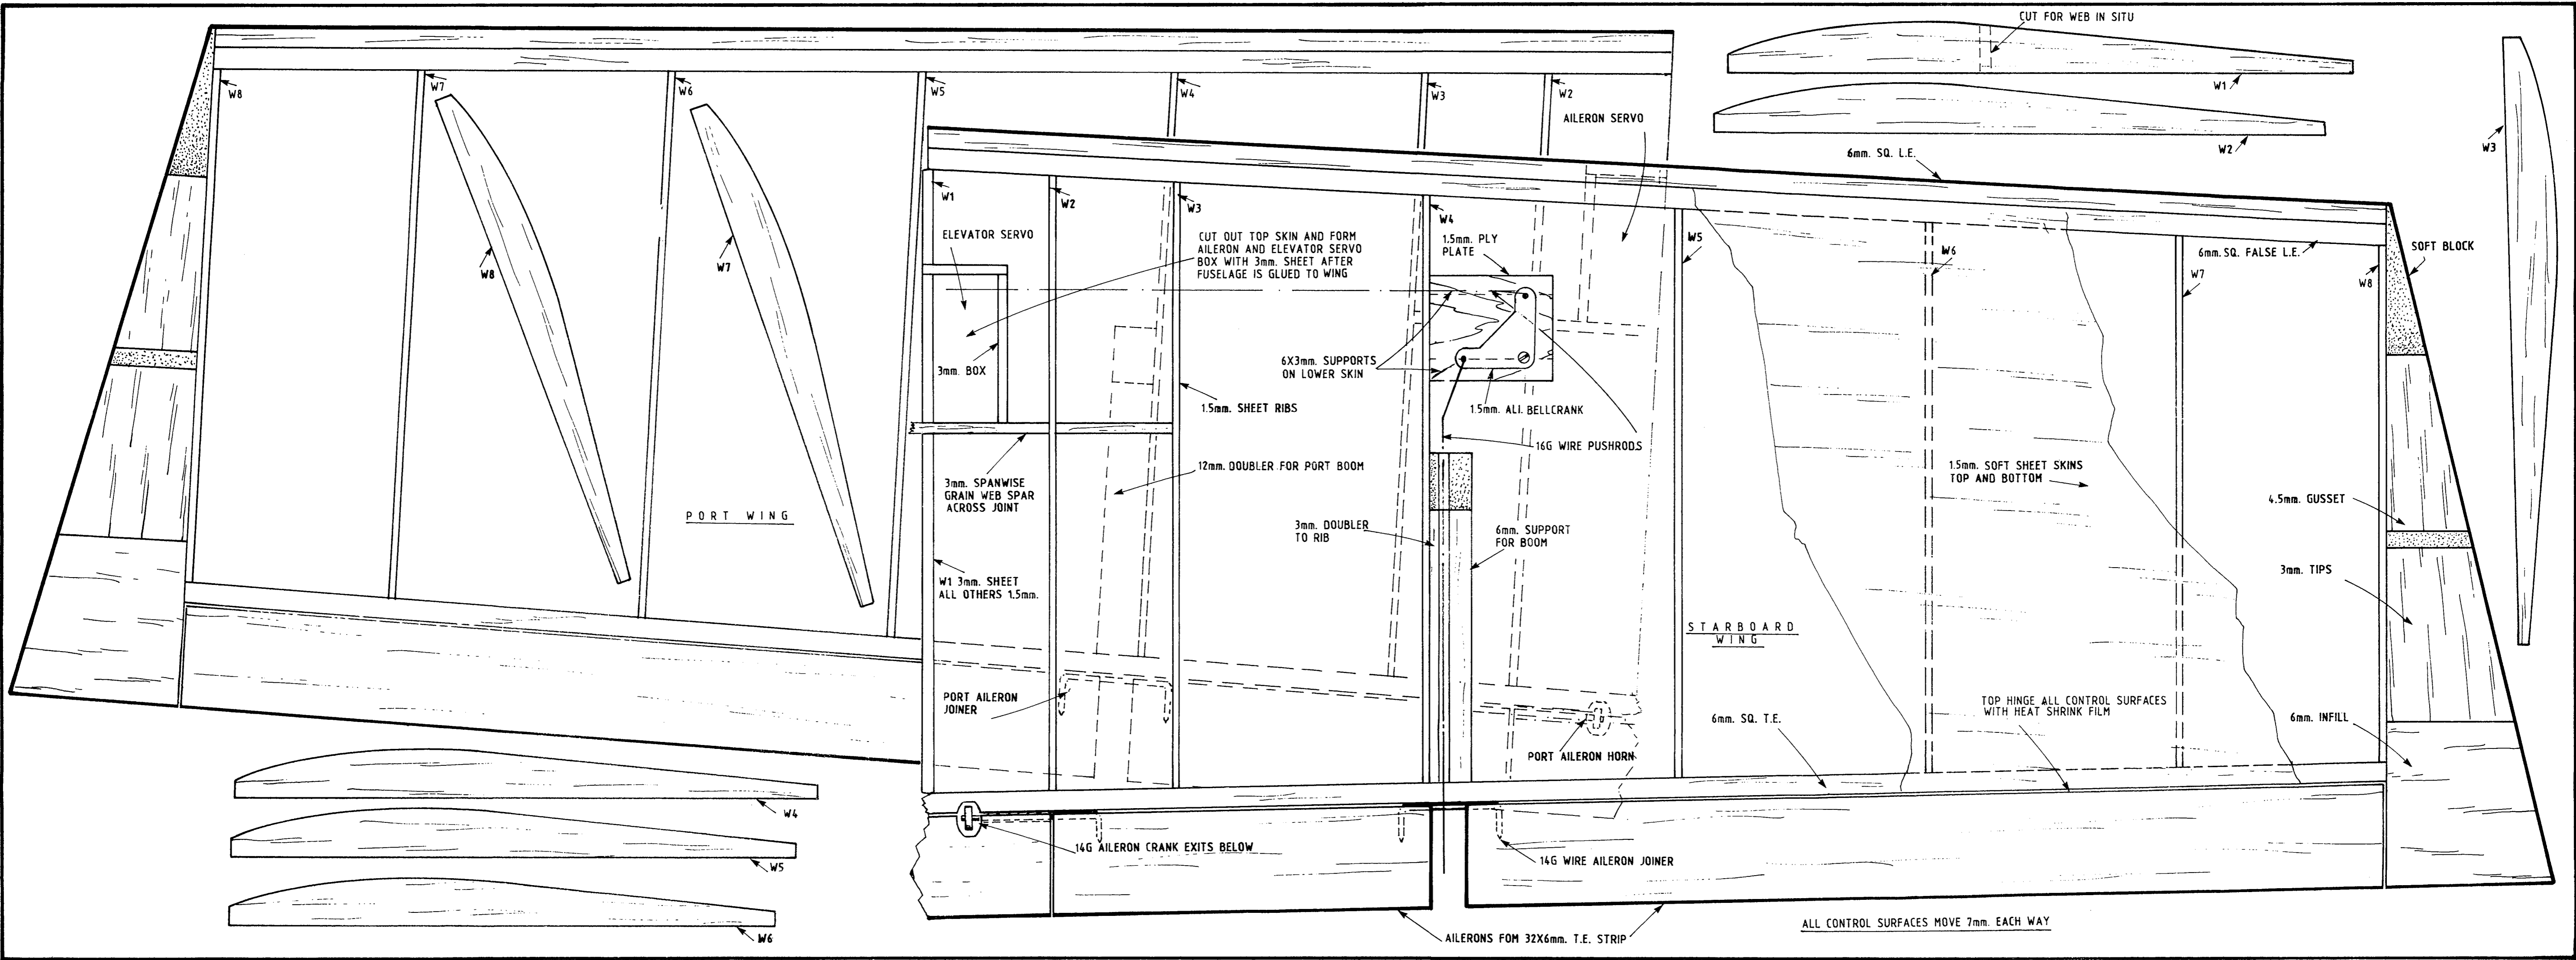 CUT FOR WEB IN SITU
W1
W2
W3
W8
W7
W6
W5
W4
W3
W2
AILERON SERVO
6mm. SQ. L.E.
W1
W2
W3
W4
W5
W6
W7
W8
ELEVATOR SERVO
CUT OUT TOP SKIN AND FORM
AILERON AND ELEVATOR SERVO
BOX WITH 3mm. SHEET AFTER
FUSELAGE IS GLUED TO WING
1.5mm. PLY
PLATE
6mm. SQ. FALSE L.E.
SOFT BLOCK
W8
W7
3mm. BOX
6X3mm. SUPPORTS
ON LOWER SKIN
1.5mm. SHEET RIBS
1.5mm. ALI. BELLCRANK
16G WIRE PUSHRODS
12mm. DOUBLER FOR PORT BOOM
3mm. SPANWISE
GRAIN WEB SPAR
ACROSS JOINT
1.5mm. SOFT SHEET SKINS
TOP AND BOTTOM
4.5mm. GUSSET
PORT WING
3mm. DOUBLER
TO RIB
6mm. SUPPORT
FOR BOOM
3mm. TIPS
W1 3mm. SHEET
ALL OTHERS 1.5mm.
STARBOARD
WING
PORT AILERON
JOINER
6mm. SQ. T.E.
TOP HINGE ALL CONTROL SURFACES
WITH HEAT SHRINK FILM
6mm. INFILL
PORT AILERON HORN
W4
W5
W6
14G AILERON CRANK EXITS BELOW
14G WIRE AILERON JOINER
AILERONS FOM 32X6mm. T.E. STRIP
ALL CONTROL SURFACES MOVE 7mm. EACH WAY